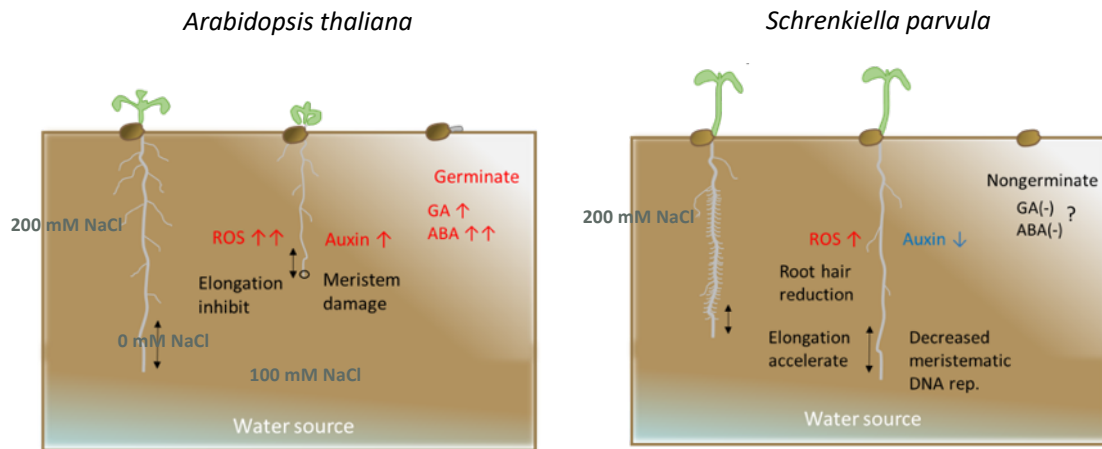 Arabidopsis thaliana
Germinate
GA ↑
ABA ↑↑
200 mM NaCl
ROS ↑↑
Auxin ↑
Elongation
inhibit
Meristem
damage
0 mM NaCl
100 mM NaCl
Water source
Schrenkiella parvula
Nongerminate
GA(-)
ABA(-)
?
200 mM NaCl
ROS ↑
Auxin ↓
Root hair
reduction
Elongation
accelerate
Decreased
meristematic
DNA rep.
Water source